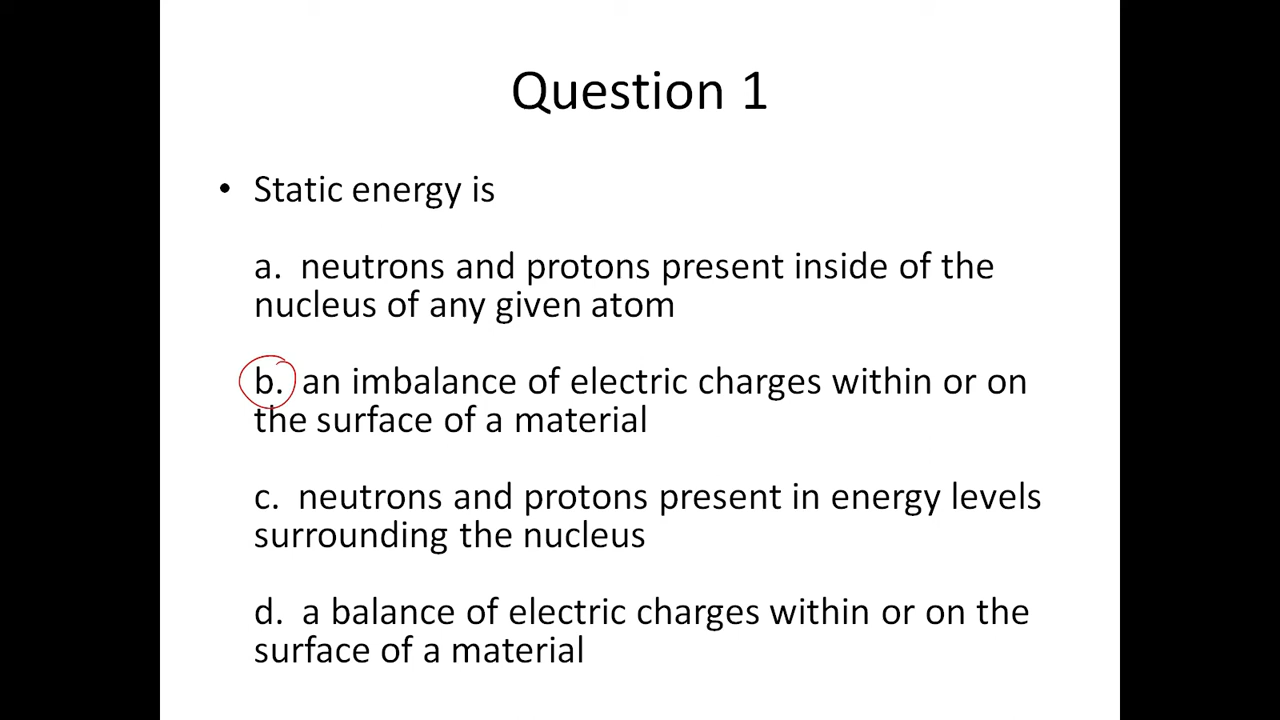 Question 1
• Static energy is
a. neutrons and protons present inside of the
nucleus of any given atom
b. an imbalance of electric charges within or on
the surface of a material
c. neutrons and protons present in energy levels
surrounding the nucleus
d. a balance of electric charges within or on the
surface of a material